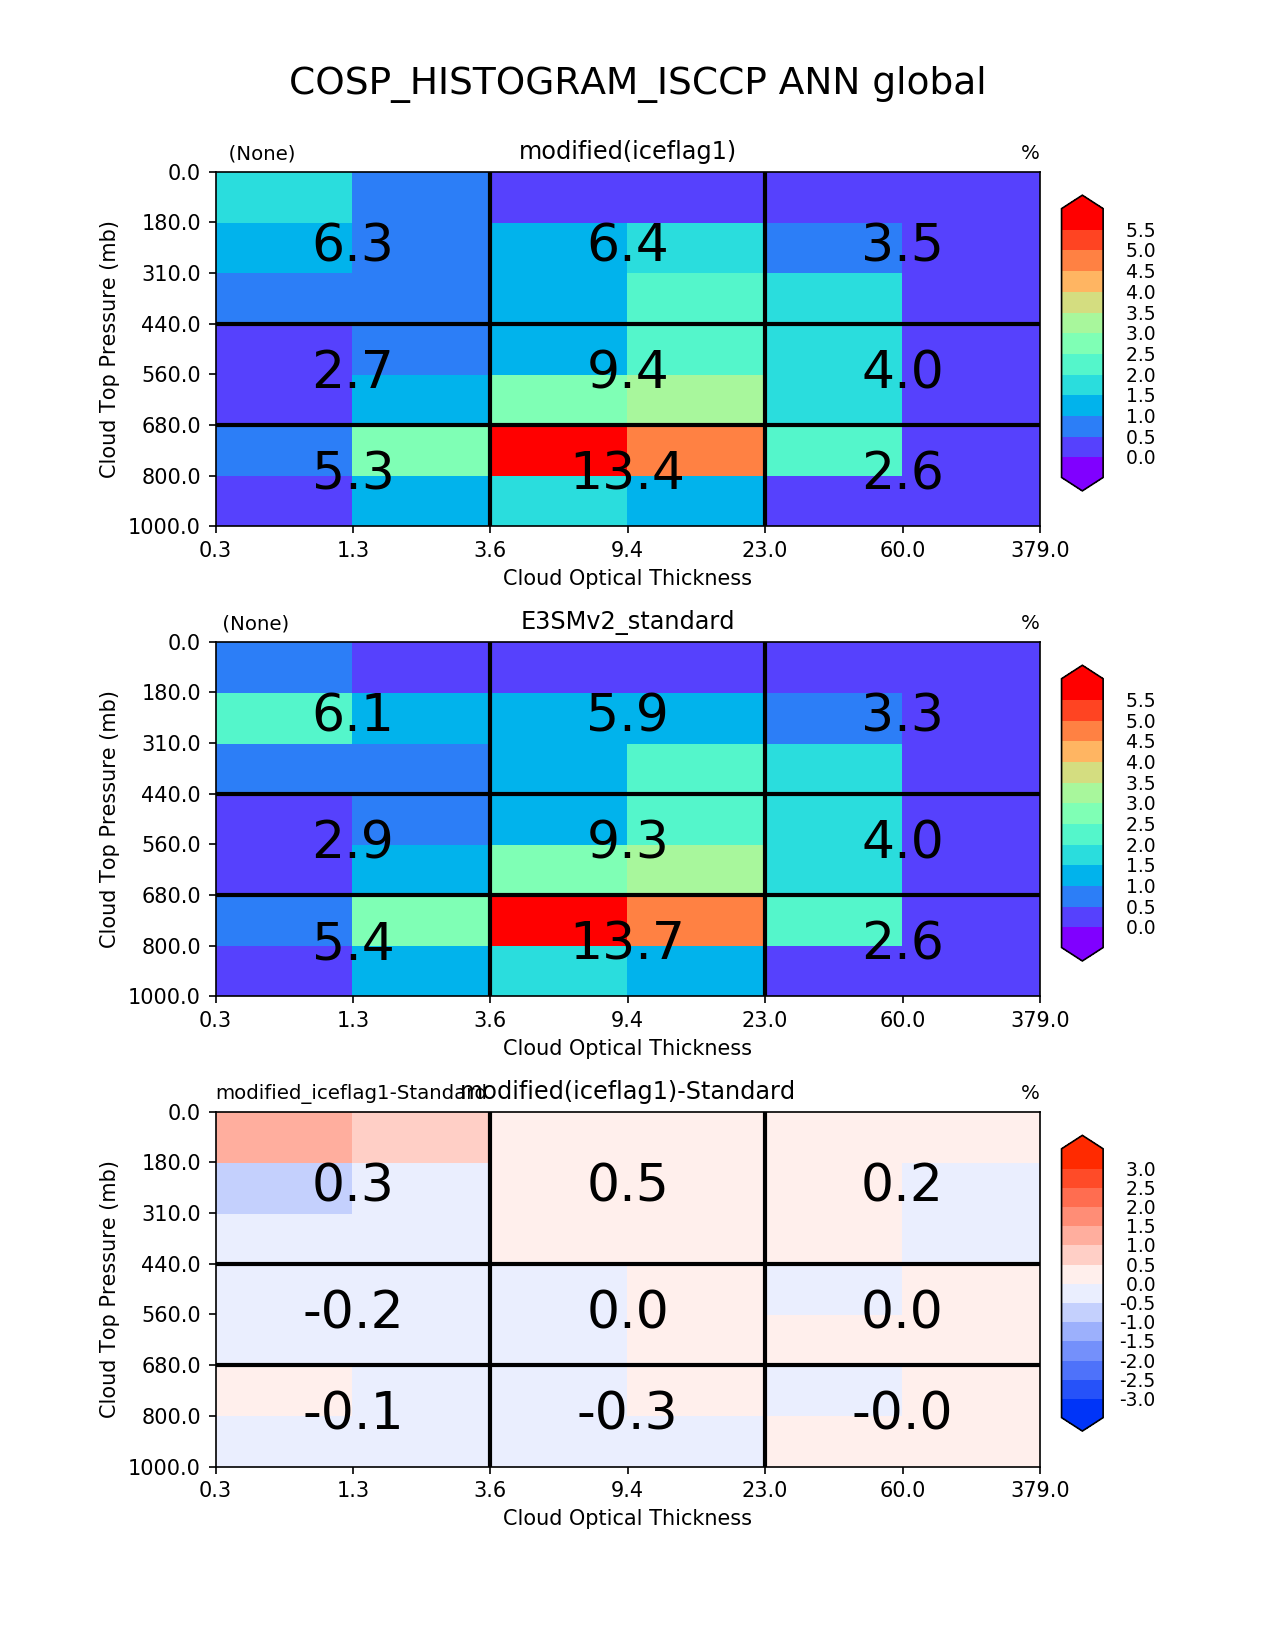 COSP_HISTOGRAM_ISCCP ANN global
(None) modified(iceflag1) %
0.0
180.0
310.0
440.0
560.0
680.0
800.0
1000.0
Cloud Top Pressure (mb)
6.3 6.4 3.5
2.7 9.4 4.0
5.3 13.4 2.6
0.3 1.3 3.6 9.4 23.0 60.0 379.0
Cloud Optical Thickness
5.5
5.0
4.5
4.0
3.5
3.0
2.5
2.0
1.5
1.0
0.5
0.0
(None) E3SMv2_standard %
0.0
180.0
310.0
440.0
560.0
680.0
800.0
1000.0
Cloud Top Pressure (mb)
6.1 5.9 3.3
2.9 9.3 4.0
5.4 13.7 2.6
0.3 1.3 3.6 9.4 23.0 60.0 379.0
Cloud Optical Thickness
5.5
5.0
4.5
4.0
3.5
3.0
2.5
2.0
1.5
1.0
0.5
0.0
modified_iceflag1-Standard modified(iceflag1)-Standard %
0.0
180.0
310.0
440.0
560.0
680.0
800.0
1000.0
Cloud Top Pressure (mb)
0.3 0.5 0.2
-0.2 0.0 0.0
-0.1 -0.3 -0.0
0.3 1.3 3.6 9.4 23.0 60.0 379.0
Cloud Optical Thickness
3.0
2.5
2.0
1.5
1.0
0.5
0.0
-0.5
-1.0
-1.5
-2.0
-2.5
-3.0